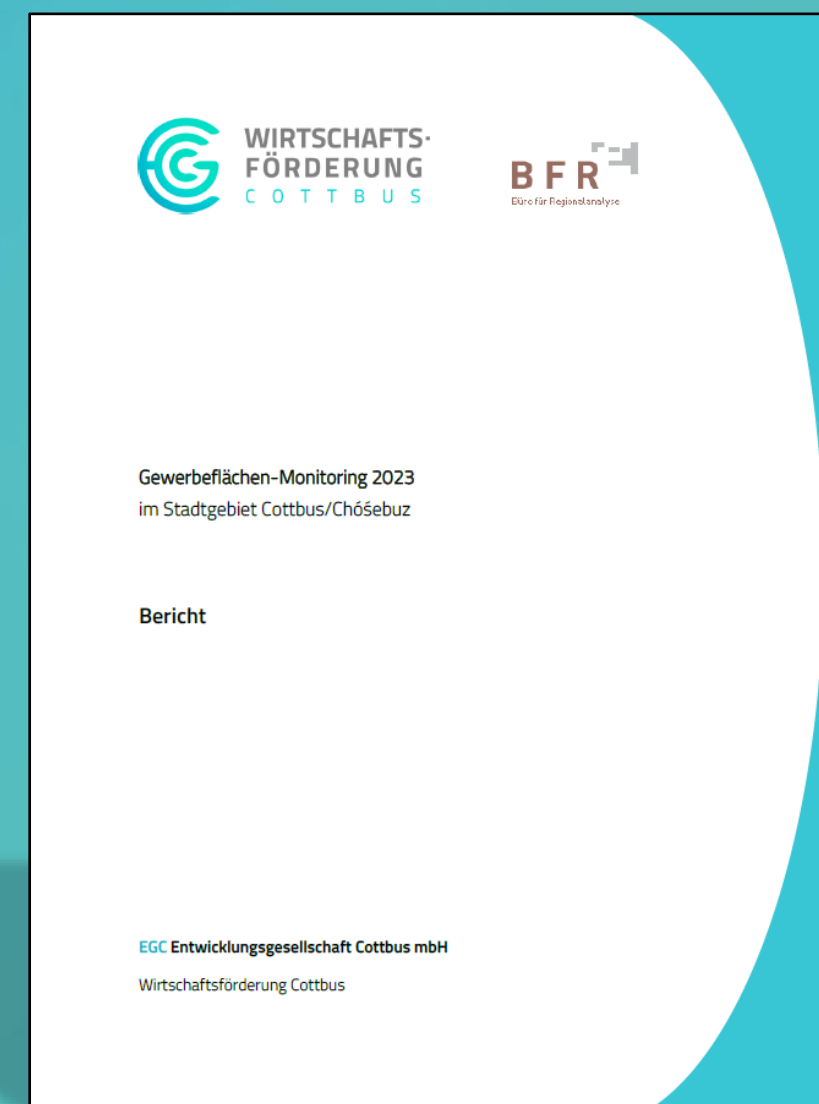 WIRTSCHAFTS-
FÖRDERUNG
COTTBUS
BFR
Büro für Regionalanalyse
Gewerbeflächen-Monitoring 2023
im Stadtgebiet Cottbus/Chóśebuz
Bericht
EGC Entwicklungsgesellschaft Cottbus mbH
Wirtschaftsförderung Cottbus